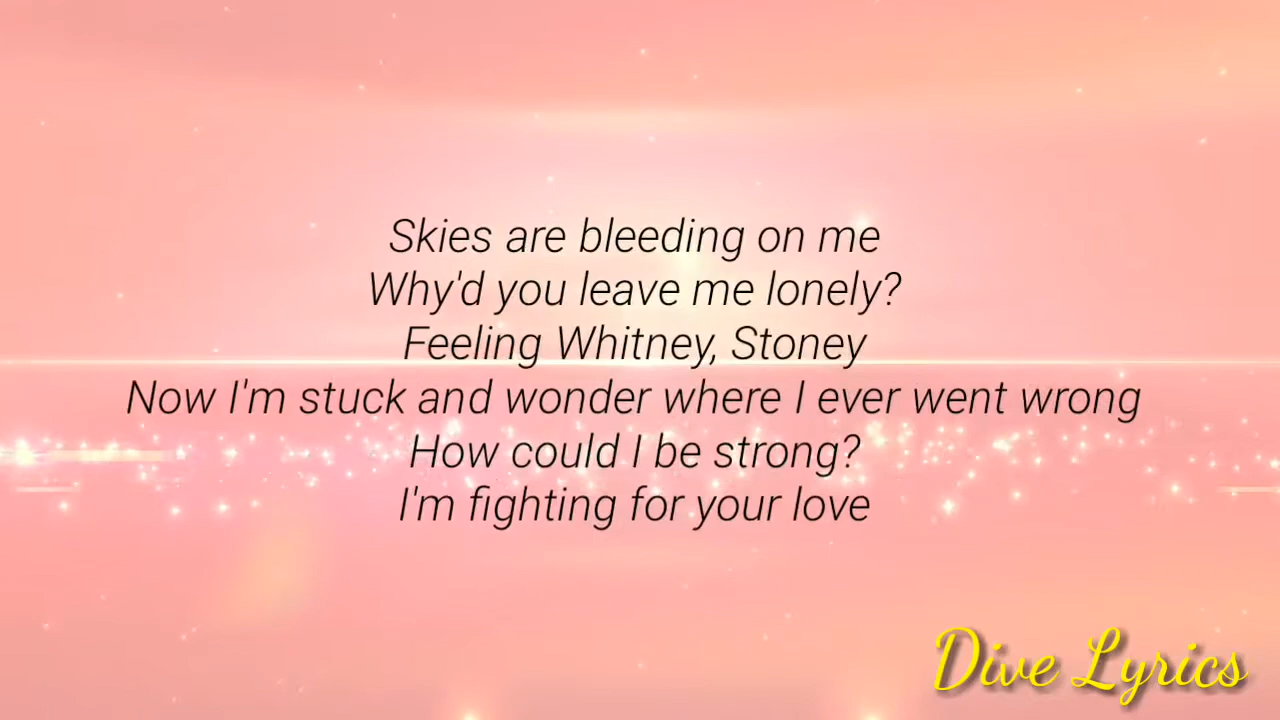 Skies are bleeding on me
Why'd you leave me lonely?
Feeling Whitney, Stoney
Now I'm stuck and wonder where I ever went wrong
How could I be strong?
I'm fighting for your love
Dive Lyrics